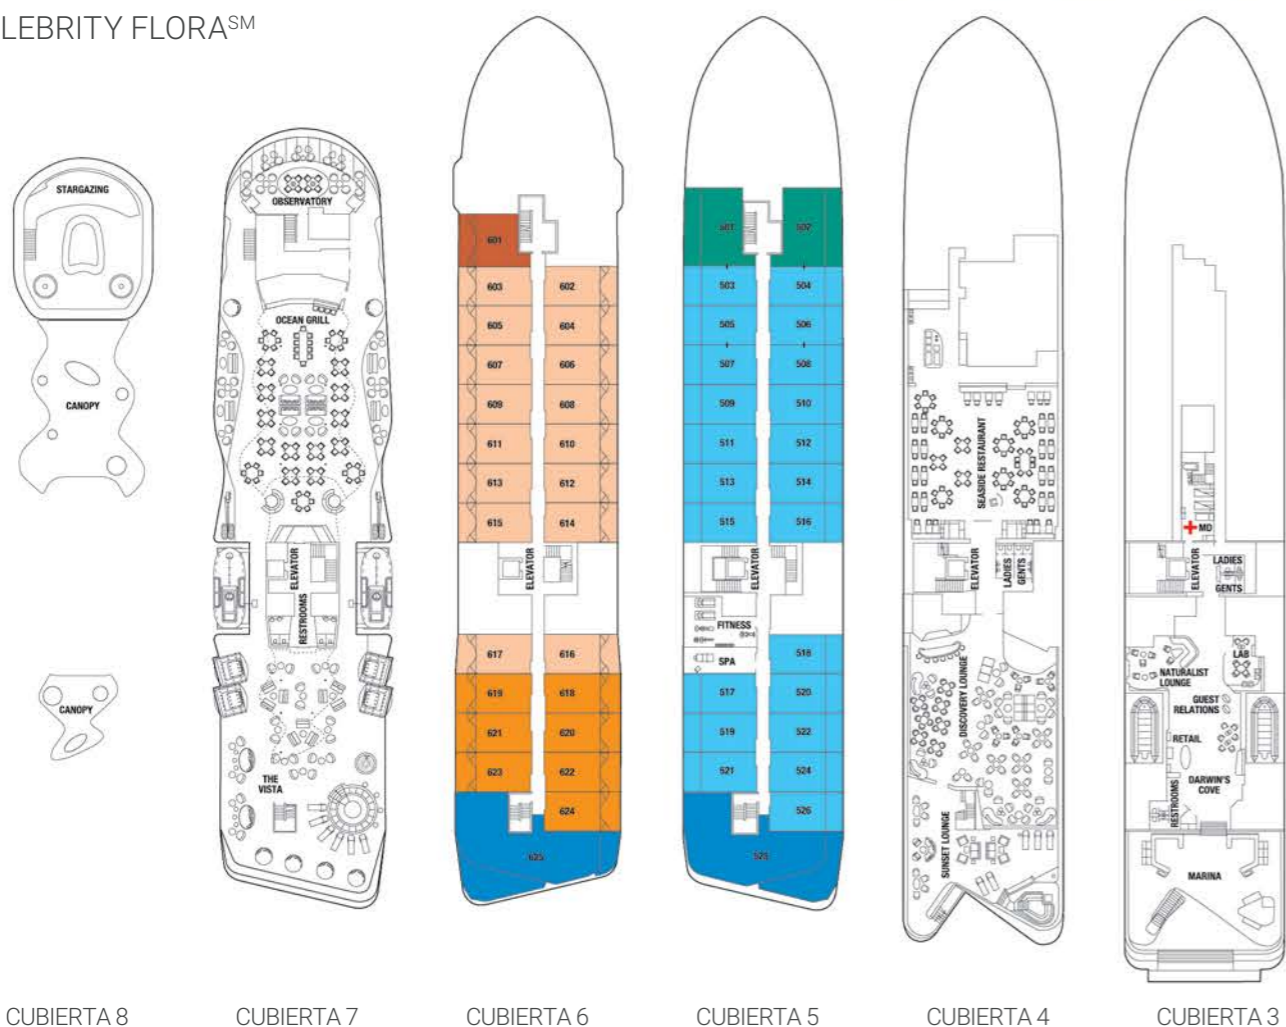 LEBRITY FLORA℠
STARGAZING
CANOPY
CANOPY
OBSERVATORY
OCEAN GRILL
ELEVATOR
RESTROOMS
THE
VISTA
601
603
602
605
604
607
606
609
608
611
610
613
612
615
614
ELEVATOR
617
616
619
618
621
620
623
622
624
625
501
502
503
504
505
506
507
508
509
510
511
512
513
514
515
516
ELEVATOR
FITNESS
SPA
518
517
520
519
522
521
524
526
SEASIDE RESTAURANT
ELEVATOR
LADIES
GENTS
DISCOVERY LOUNGE
SUNSET LOUNGE
MD
ELEVATOR
LADIES
GENTS
LAB
NATURALIST
LOUNGE
GUEST
RELATIONS
RETAIL
DARWIN'S
COVE
RESTROOMS
MARINA
CUBIERTA 8
CUBIERTA 7
CUBIERTA 6
CUBIERTA 5
CUBIERTA 4
CUBIERTA 3